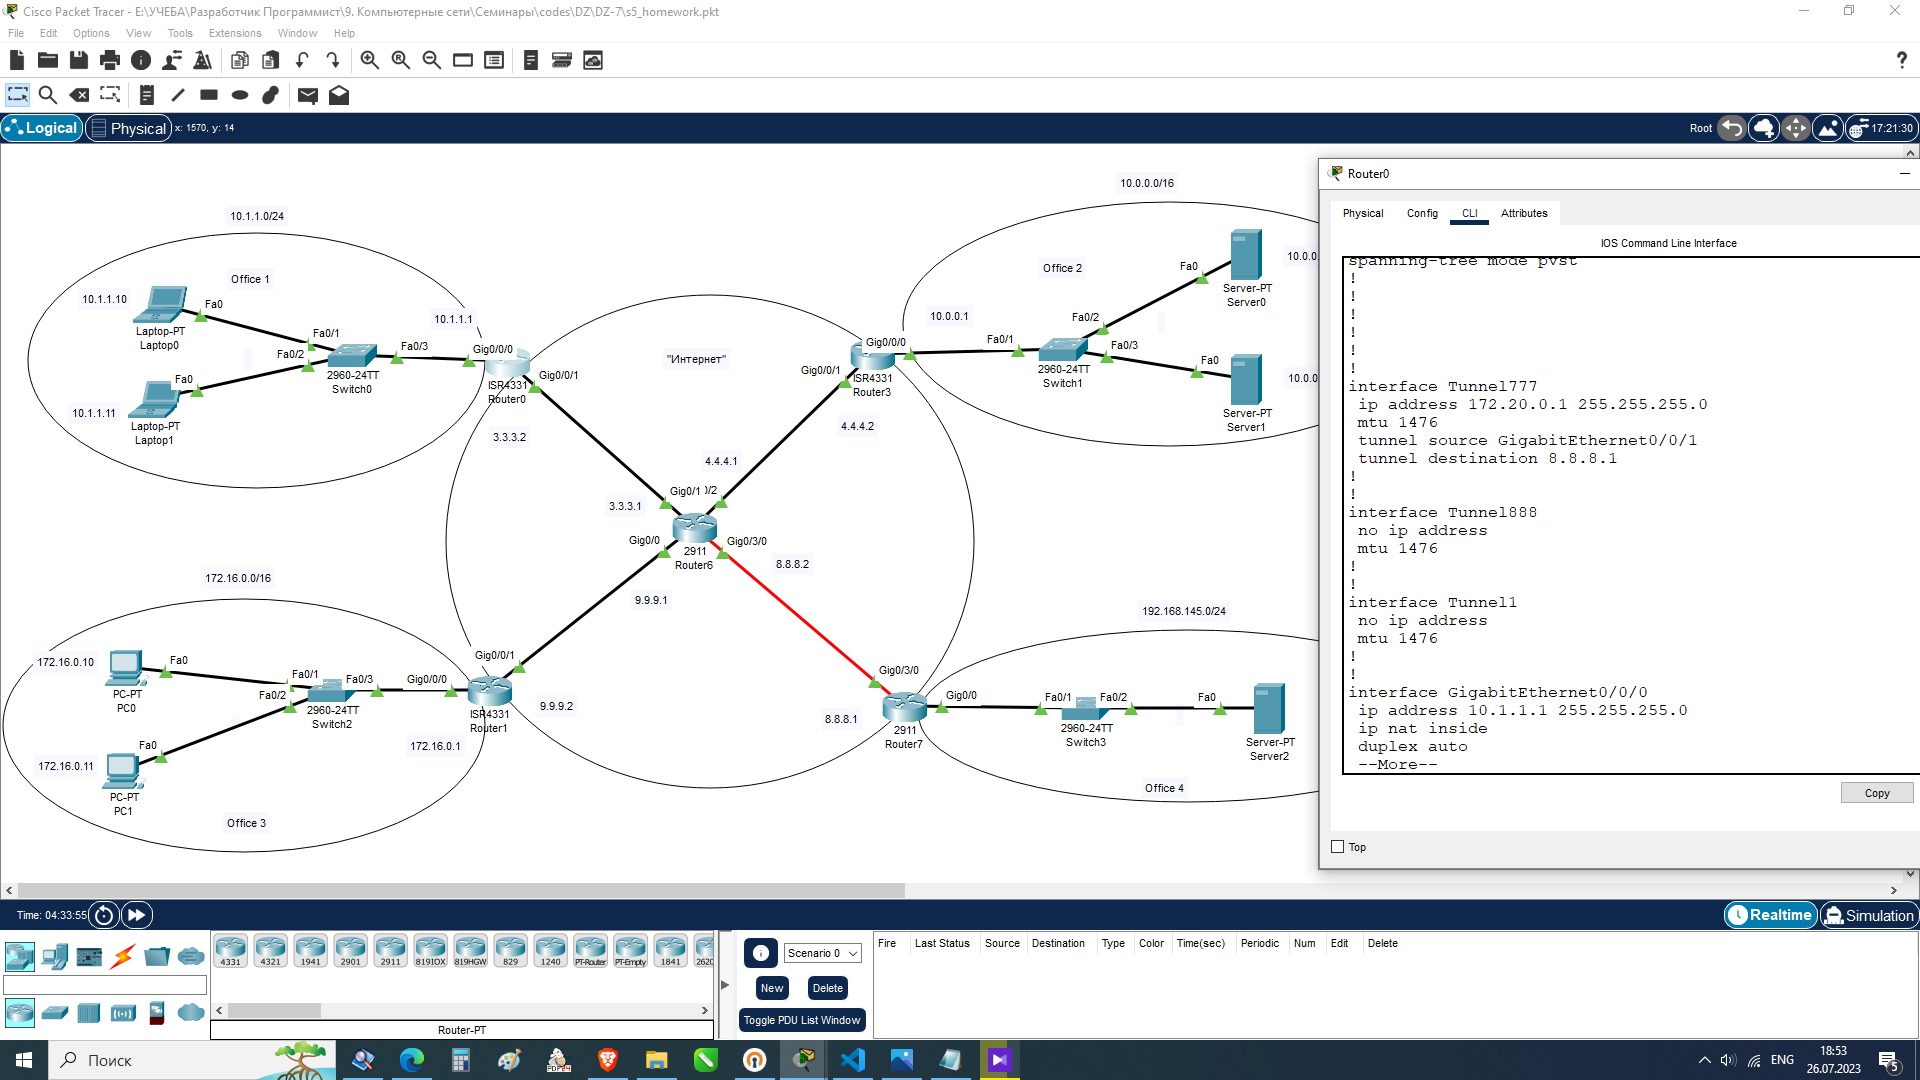 Cisco Packet Tracer - E:\УЧЕБА\Разработчик Программист\9. Компьютерные сети\Семинары\codes\DZ\DZ-7\s5_homework.pkt
File Edit Options View Tools Extensions Window Help
Logical Physical x: 1570, y: 14
Root 17:21:30
10.1.1.0/24
Office 1
10.1.1.10
Fa0
Laptop-PT
Laptop0
Fa0/1
Fa0/2
Fa0/3
2960-24TT
Switch0
Fa0
10.1.1.11
Laptop-PT
Laptop1
10.1.1.1
Gig0/0/0
Gig0/0/1
ISR4331
Router0
3.3.3.2
"Интернет"
10.0.0.0/16
Office 2
10.0.0.1
Gig0/0/0
Gig0/0/1
ISR4331
Router3
4.4.4.2
Fa0/1
Fa0/2
Fa0/3
2960-24TT
Switch1
Fa0
10.0.0.
Server-PT
Server0
Fa0
10.0.0
Server-PT
Server1
4.4.4.1
3.3.3.1
Gig0/1
)/2
Gig0/0
Gig0/3/0
2911
Router6
8.8.8.2
9.9.9.1
172.16.0.0/16
172.16.0.10
Fa0
PC-PT
PC0
Fa0/1
Fa0/2
Fa0/3
2960-24TT
Switch2
Gig0/0/0
Gig0/0/1
ISR4331
Router1
9.9.9.2
172.16.0.1
Fa0
172.16.0.11
PC-PT
PC1
Office 3
192.168.145.0/24
Gig0/3/0
Gig0/0
8.8.8.1
2911
Router7
Fa0/1
Fa0/2
2960-24TT
Switch3
Fa0
Server-PT
Server2
Office 4
Router0
Physical Config CLI Attributes
IOS Command Line Interface
spanning-tree mode pvst
!
!
!
!
!
!
interface Tunnel777
ip address 172.20.0.1 255.255.255.0
mtu 1476
tunnel source GigabitEthernet0/0/1
tunnel destination 8.8.8.1
!
!
interface Tunnel888
no ip address
mtu 1476
!
!
interface Tunnel1
no ip address
mtu 1476
!
!
interface GigabitEthernet0/0/0
ip address 10.1.1.1 255.255.255.0
ip nat inside
duplex auto
--More--
Copy
Top
Time: 04:33:55
Realtime Simulation
4331 4321 1941 2901 2911 819IOX 819HGW 829 1240 PT-Router PT-Empty 1841 2620
Router-PT
Scenario 0
New Delete
Toggle PDU List Window
Fire Last Status Source Destination Type Color Time(sec) Periodic Num Edit Delete
Поиск
ENG
18:53
26.07.2023
5